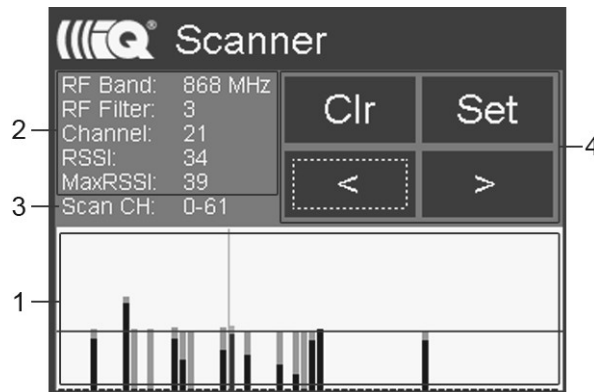 IQ® Scanner
RF Band: 868 MHz
RF Filter: 3
Channel: 21
RSSI: 34
MaxRSSI: 39
Scan CH: 0-61
Clr Set
< >
2
3
4
1